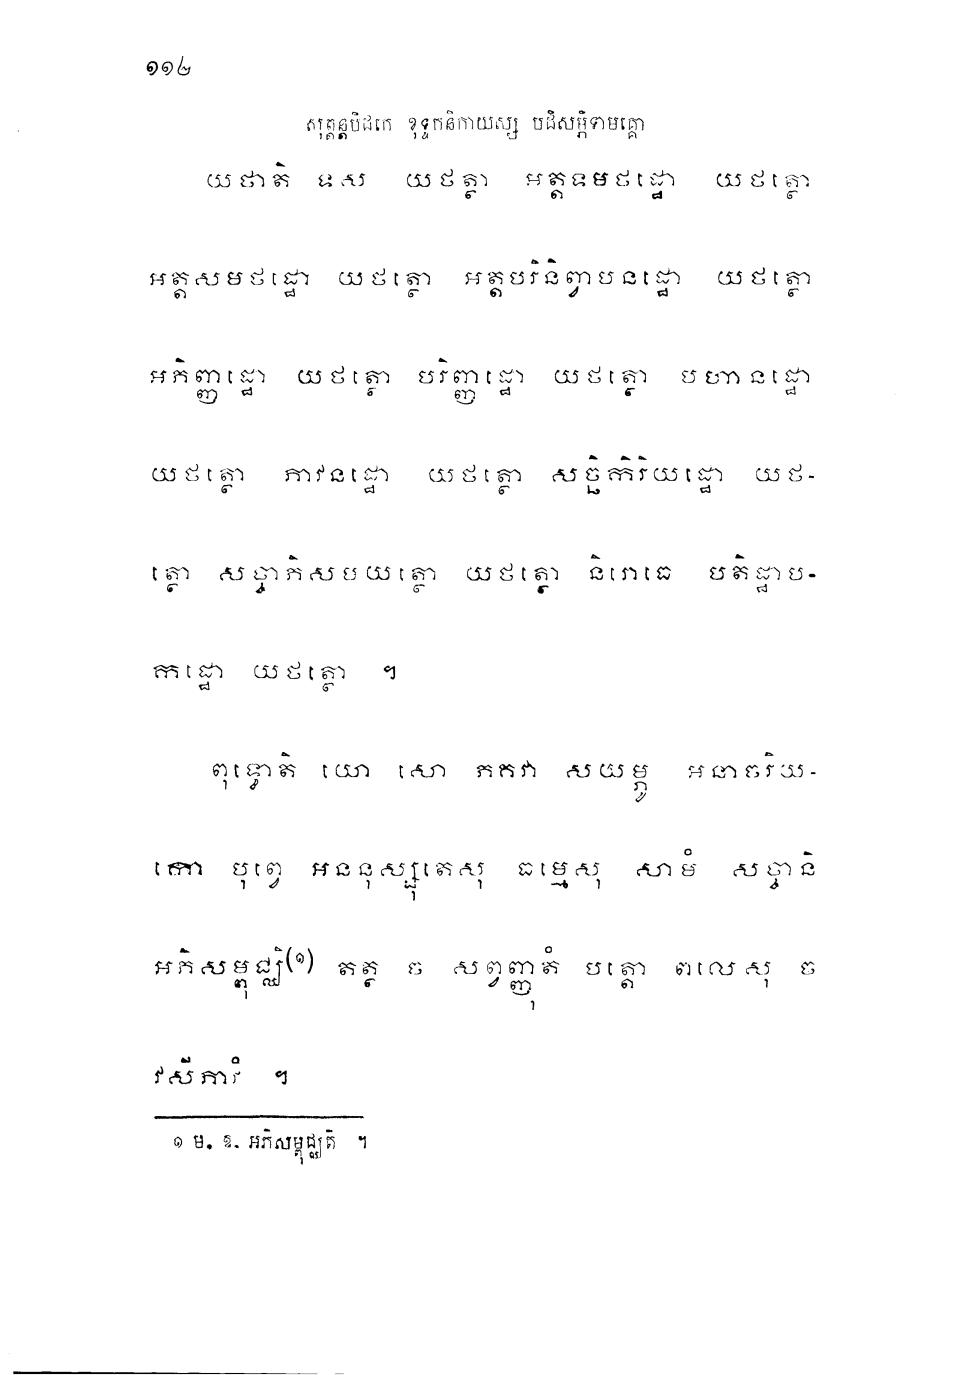 ១១៤
សុត្តន្តបិដកេ ខុទ្ទកនិកាយស្ស បដិសម្ភិទាមគ្គោ
យថាតិ ទស យថត្ថា អត្តទមថដ្ឋោ យថត្ថោ
អត្តសមថដ្ឋោ យថត្ថោ អត្តបរិនិព្វាបនដ្ឋោ យថត្ថោ
អភិញ្ញដ្ឋោ យថត្ថោ បរិញ្ញដ្ឋោ យថត្ថោ បហានដ្ឋោ
យថត្ថោ ភាវនដ្ឋោ យថត្ថោ សច្ឆិកិរិយដ្ឋោ យថ-
ត្ថោ សច្ចាភិសមយត្ថោ យថត្ថោ និរោធេ បតិដ្ឋាប-
កដ្ឋោ យថត្ថោ ។
ពុទ្ធោតិ យោ សោ ភគវា សយម្ភូ អនាចរិយ-
កោ បុព្វេ អននុស្សុតេសុ ធម្មេសុ សាមំ សច្ចានិ
អភិសម្ពុជ្ឈិ(១) តត្ថ ច សព្វញ្ញុតំ បត្តោ ពលេសុ ច
វសីភាវំ ។
១ ម. ឱ. អភិសម្ពុជ្ឈតិ ។